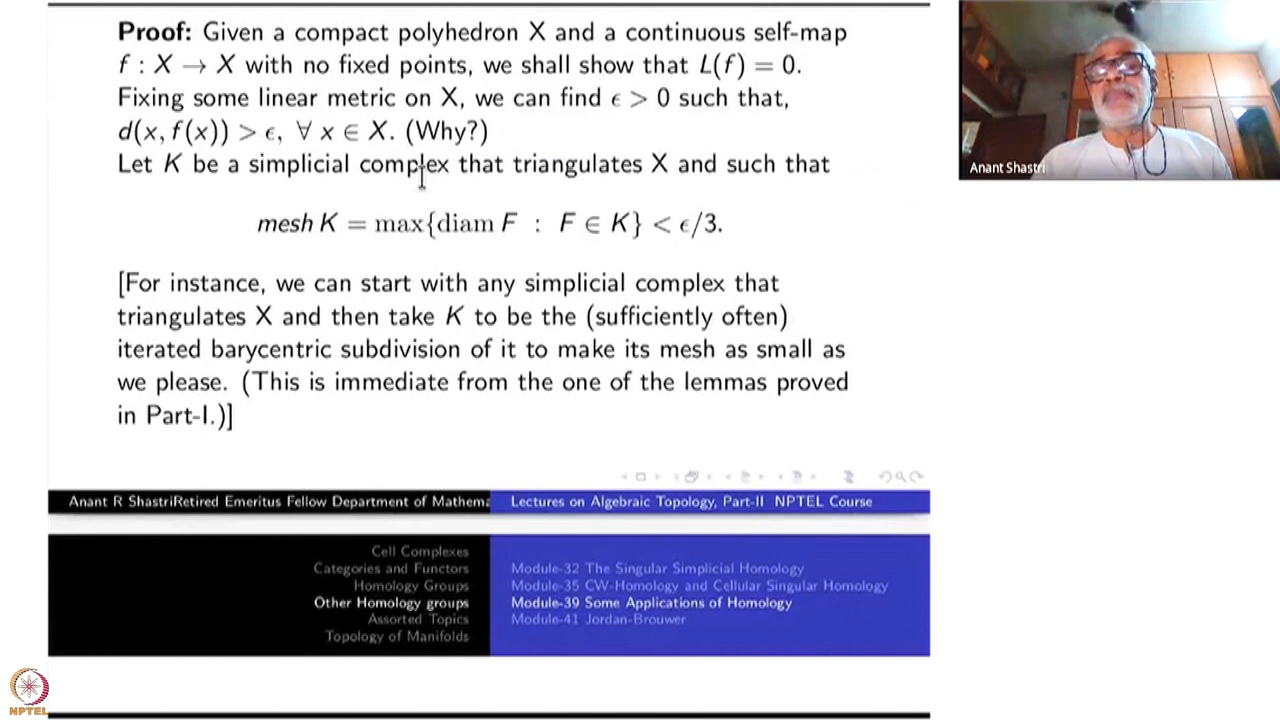 Proof: Given a compact polyhedron X and a continuous self-map
f : X → X with no fixed points, we shall show that L(f) = 0.
Fixing some linear metric on X, we can find ϵ > 0 such that,
d(x, f(x)) > ϵ, ∀ x ∈ X. (Why?)
Let K be a simplicial complex that triangulates X and such that
mesh K = max{diam F : F ∈ K} < ϵ/3.
[For instance, we can start with any simplicial complex that
triangulates X and then take K to be the (sufficiently often)
iterated barycentric subdivision of it to make its mesh as small as
we please. (This is immediate from the one of the lemmas proved
in Part-I.)]
Anant R ShastriRetired Emeritus Fellow Department of Mathema
Lectures on Algebraic Topology, Part-II NPTEL Course
Cell Complexes
Categories and Functors
Homology Groups
Other Homology groups
Assorted Topics
Topology of Manifolds
Module-32 The Singular Simplicial Homology
Module-35 CW-Homology and Cellular Singular Homology
Module-39 Some Applications of Homology
Module-41 Jordan-Brouwer
Anant Shastri
NPTEL